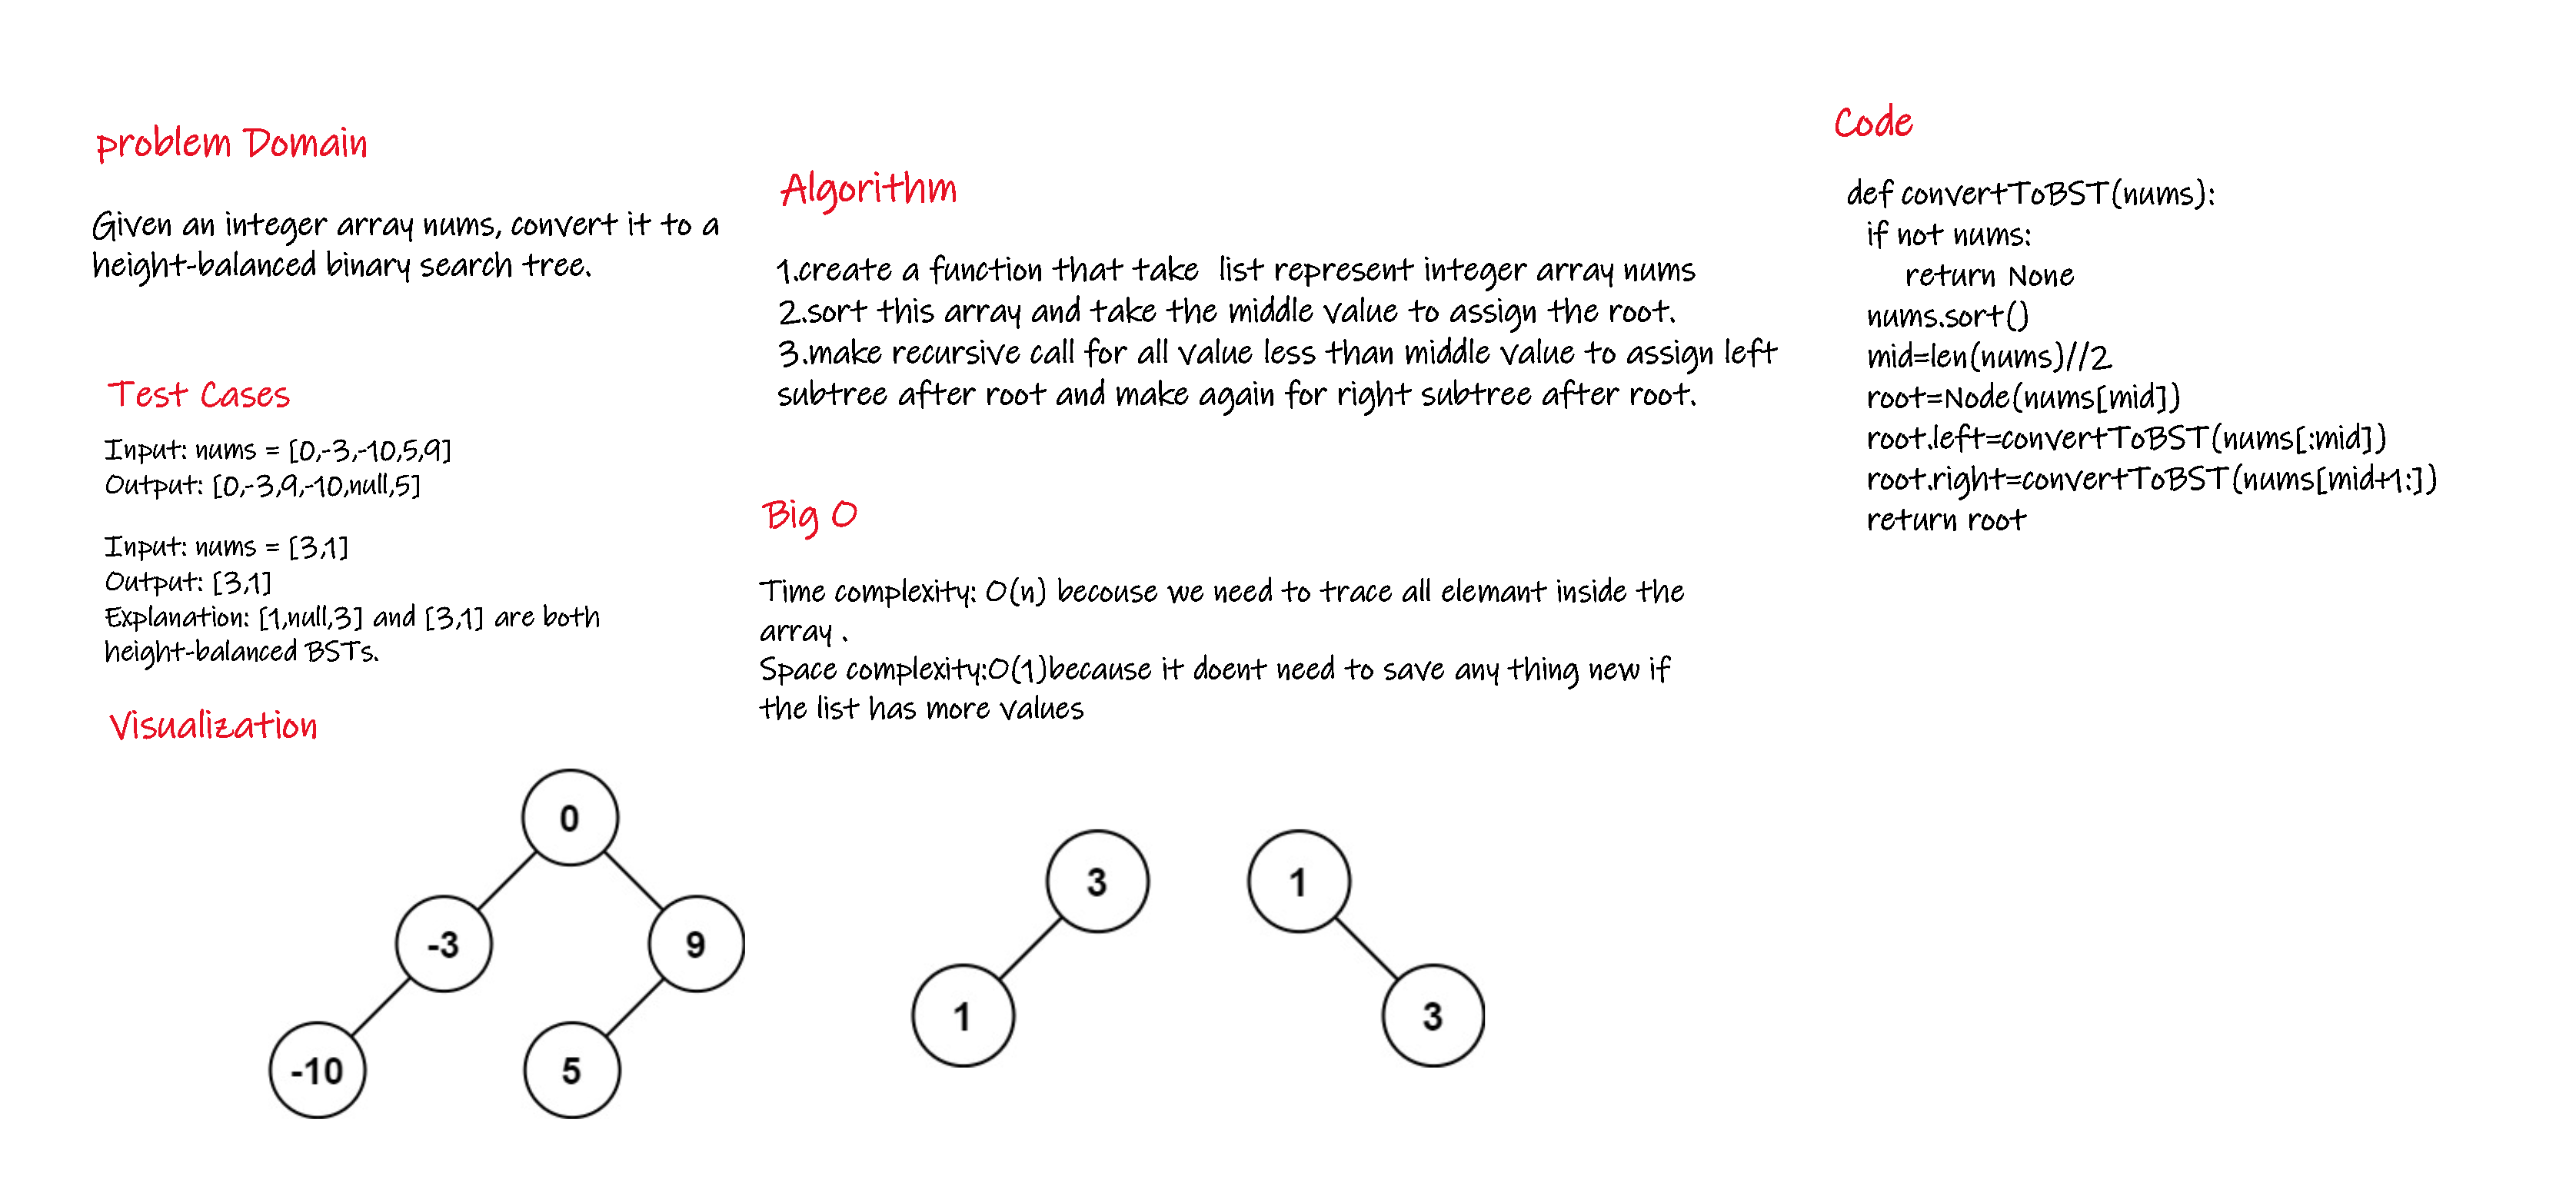 problem Domain
Given an integer array nums, convert it to a
height-balanced binary search tree.
Test Cases
Input: nums = [0,-3,-10,5,9]
Output: [0,-3,9,-10,null,5]
Input: nums = [3,1]
Output: [3,1]
Explanation: [1,null,3] and [3,1] are both
height-balanced BSTs.
Visualization
0
-3
9
-10
5
Algorithm
1.create a function that take  list represent integer array nums
2.sort this array and take the middle value to assign the root.
3.make recursive call for all value less than middle value to assign left
subtree after root and make again for right subtree after root.
Big O
Time complexity: O(n) becouse we need to trace all elemant inside the
array .
Space complexity:O(1)because it doent need to save any thing new if
the list has more values
3
1
1
3
Code
def convertToBST(nums):
if not nums:
return None
nums.sort()
mid=len(nums)//2
root=Node(nums[mid])
root.left=convertToBST(nums[:mid])
root.right=convertToBST(nums[mid+1:])
return root